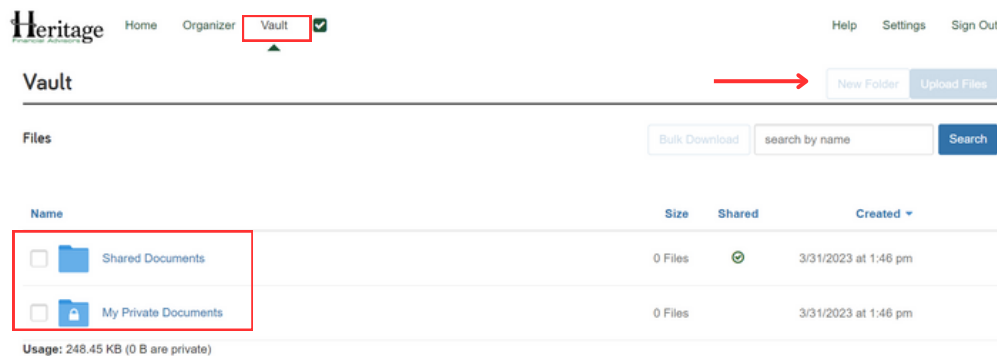 Heritage
Financial Advisors
Home Organizer Vault
Help Settings Sign Out
Vault
New Folder Upload Files
Files
Bulk Download search by name Search
Name Size Shared Created
Shared Documents 0 Files 3/31/2023 at 1:46 pm
My Private Documents 0 Files 3/31/2023 at 1:46 pm
Usage: 248.45 KB (0 B are private)